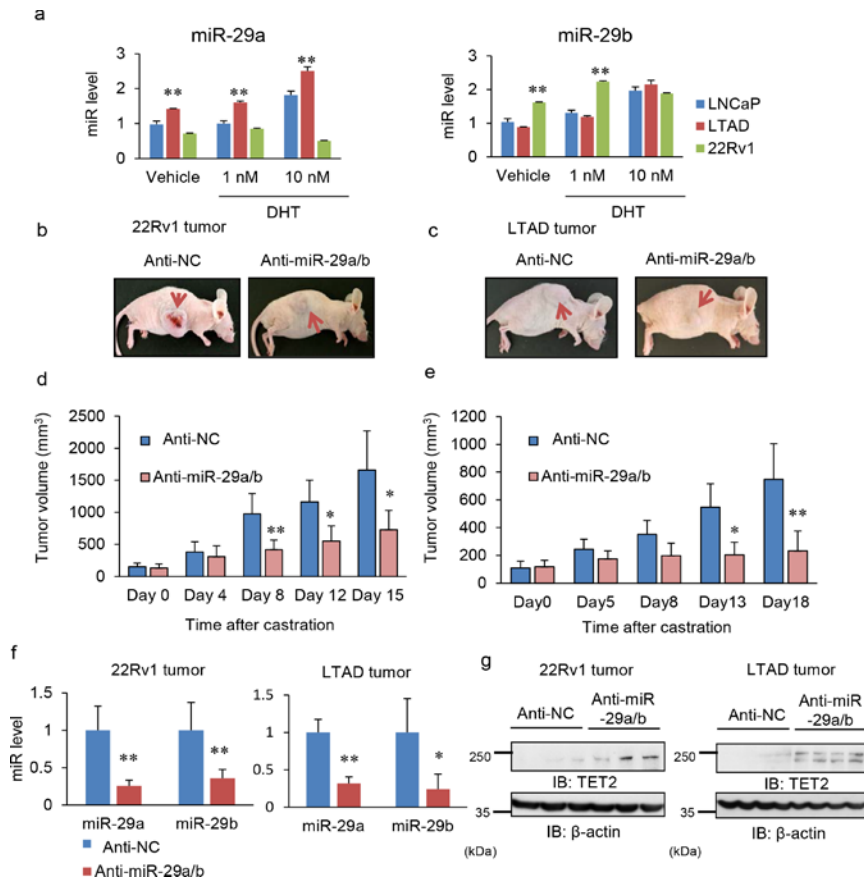 a
miR-29a
miR-29b
miR level
3
2
1
0
**
**
**
Vehicle
1 nM
10 nM
DHT
miR level
3
2
1
0
**
**
Vehicle
1 nM
10 nM
DHT
LNCaP
LTAD
22Rv1
b
22Rv1 tumor
Anti-NC
Anti-miR-29a/b
c
LTAD tumor
Anti-NC
Anti-miR-29a/b
d
Tumor volume (mm³)
2500
2000
1500
1000
500
0
Anti-NC
Anti-miR-29a/b
**
*
*
Day 0
Day 4
Day 8
Day 12
Day 15
Time after castration
e
Tumor volume (mm³)
1200
1000
800
600
400
200
0
Anti-NC
Anti-miR-29a/b
*
**
Day0
Day5
Day8
Day13
Day18
Time after castration
f
22Rv1 tumor
miR level
1.5
1
0.5
0
**
**
miR-29a
miR-29b
LTAD tumor
1.5
1
0.5
0
**
*
miR-29a
miR-29b
Anti-NC
Anti-miR-29a/b
g
22Rv1 tumor
Anti-NC
Anti-miR
-29a/b
250
IB: TET2
35
IB: β-actin
(kDa)
LTAD tumor
Anti-NC
Anti-miR
-29a/b
250
IB: TET2
35
IB: β-actin
(kDa)